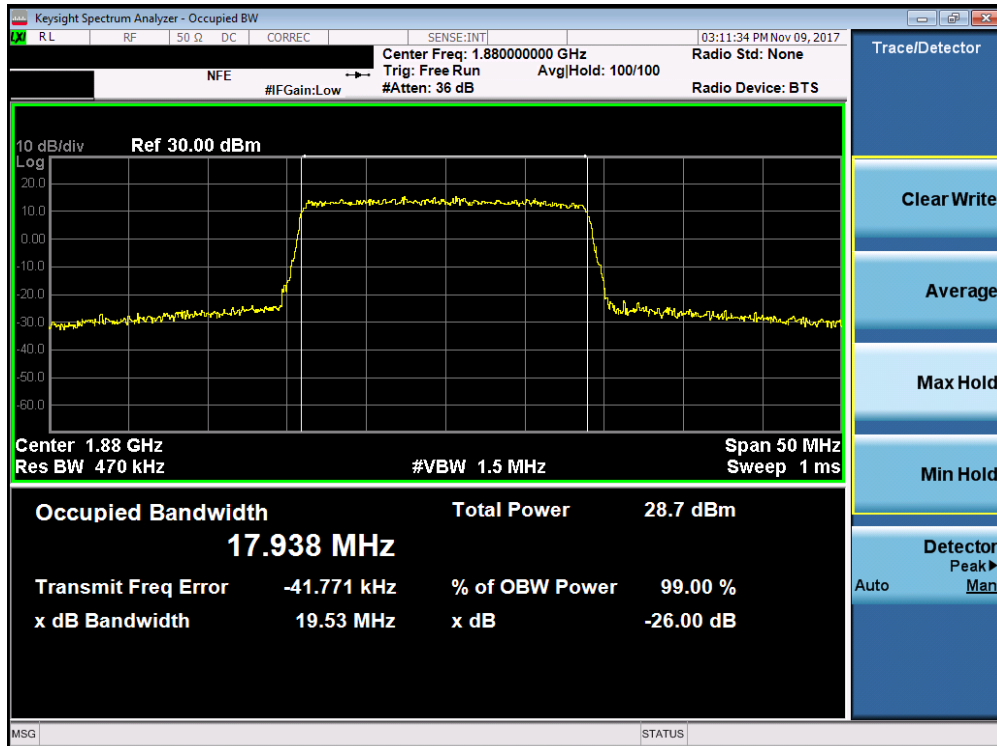 Keysight Spectrum Analyzer - Occupied BW
LXI RL RF 50 Ω DC CORREC SENSE:INT 03:11:34 PM Nov 09, 2017
Center Freq: 1.880000000 GHz Radio Std: None
NFE Trig: Free Run Avg|Hold: 100/100
#IFGain:Low #Atten: 36 dB Radio Device: BTS
10 dB/div Ref 30.00 dBm
Log
20.0
10.0
0.00
-10.0
-20.0
-30.0
-40.0
-50.0
-60.0
Center 1.88 GHz Span 50 MHz
Res BW 470 kHz #VBW 1.5 MHz Sweep 1 ms
Occupied Bandwidth Total Power 28.7 dBm
17.938 MHz
Transmit Freq Error -41.771 kHz % of OBW Power 99.00 %
x dB Bandwidth 19.53 MHz x dB -26.00 dB
Trace/Detector
Clear Write
Average
Max Hold
Min Hold
Detector
Peak▶
Auto Man
MSG STATUS